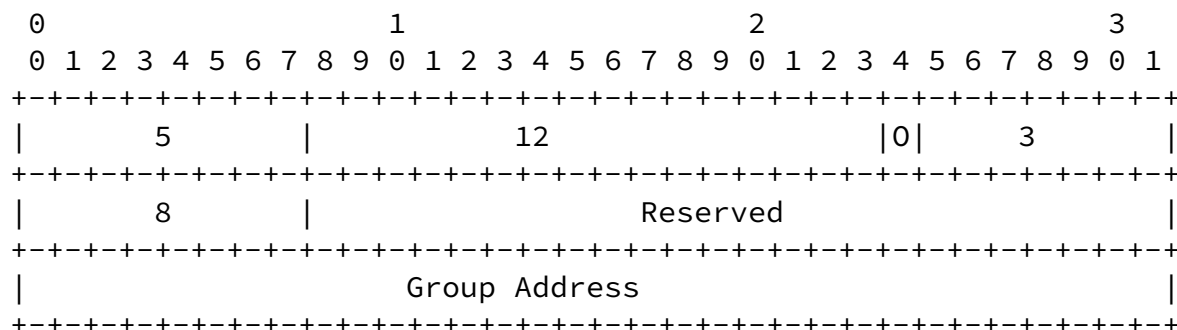 0                   1                   2                   3
 0 1 2 3 4 5 6 7 8 9 0 1 2 3 4 5 6 7 8 9 0 1 2 3 4 5 6 7 8 9 0 1
+-+-+-+-+-+-+-+-+-+-+-+-+-+-+-+-+-+-+-+-+-+-+-+-+-+-+-+-+-+-+-+-+
|       5       |           12                  |O|     3       |
+-+-+-+-+-+-+-+-+-+-+-+-+-+-+-+-+-+-+-+-+-+-+-+-+-+-+-+-+-+-+-+-+
|       8       |                  Reserved                     |
+-+-+-+-+-+-+-+-+-+-+-+-+-+-+-+-+-+-+-+-+-+-+-+-+-+-+-+-+-+-+-+-+
|                     Group Address                             |
+-+-+-+-+-+-+-+-+-+-+-+-+-+-+-+-+-+-+-+-+-+-+-+-+-+-+-+-+-+-+-+-+